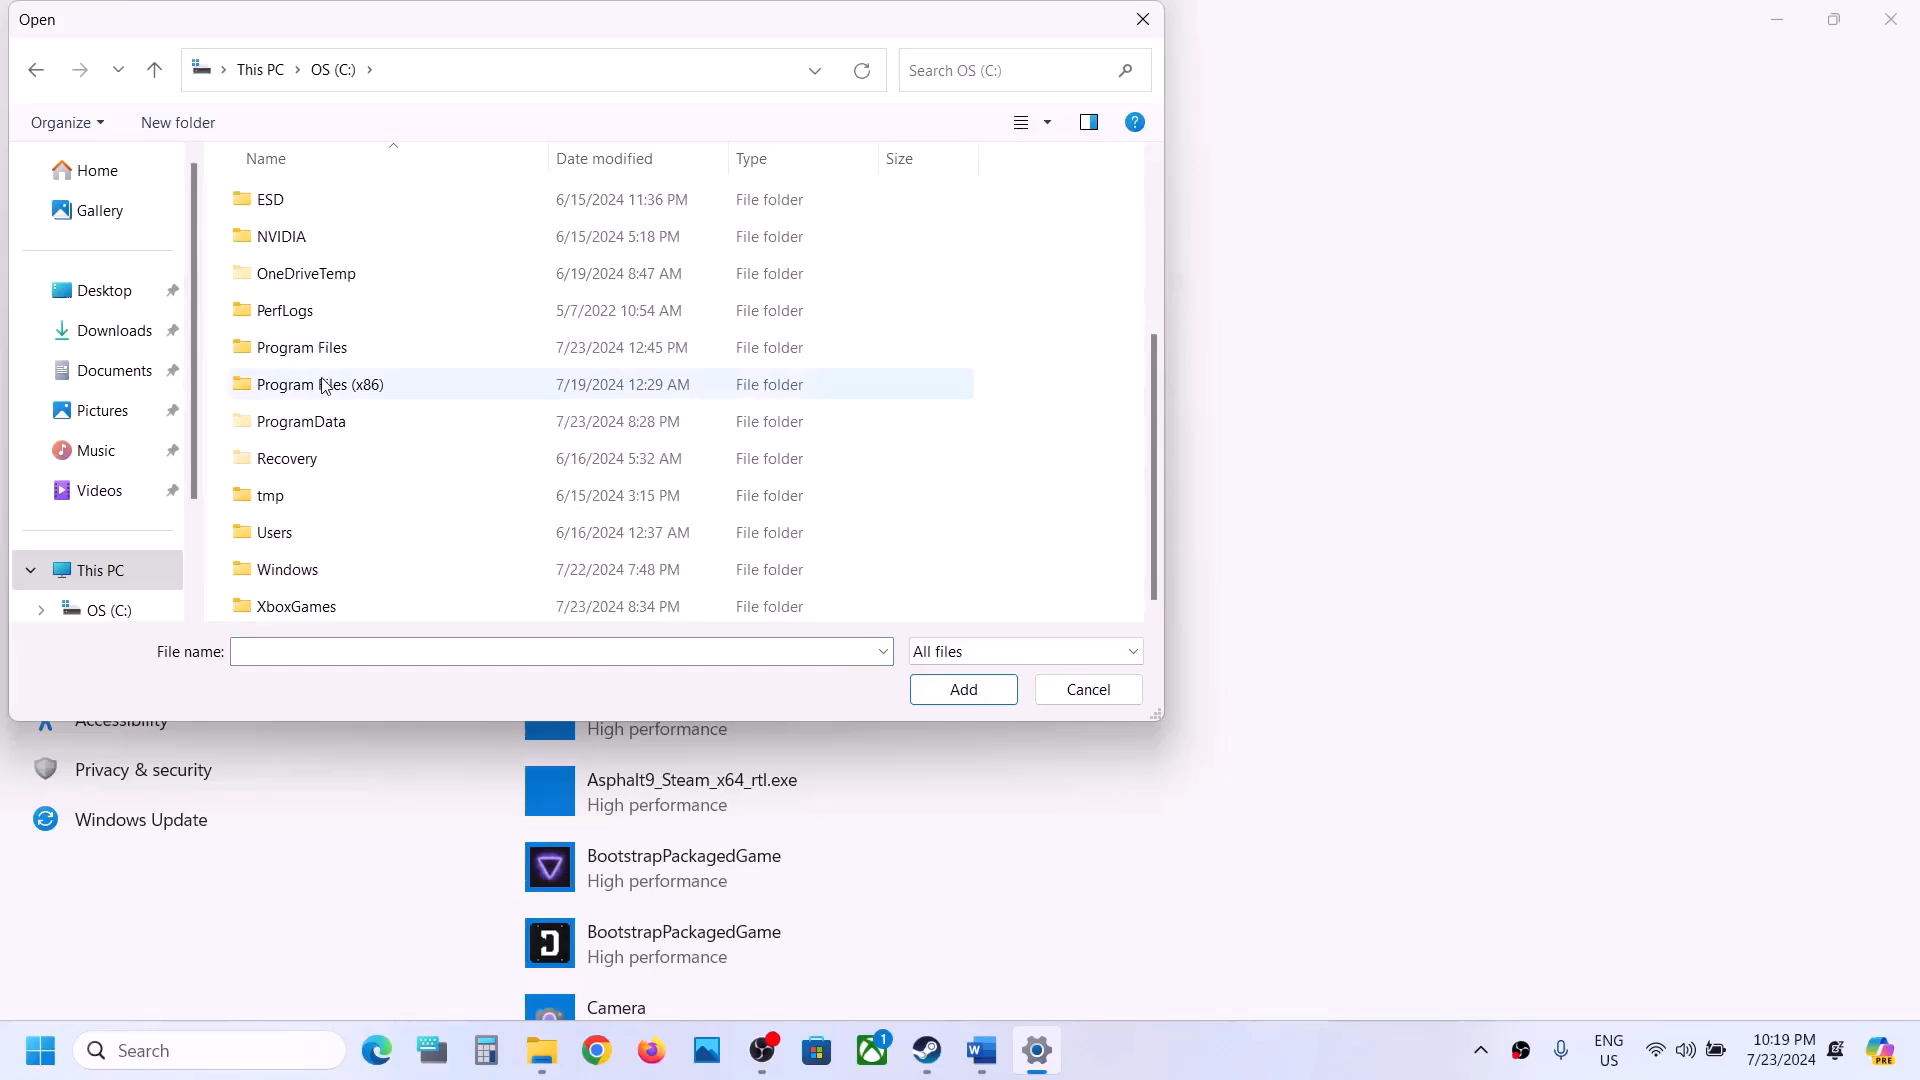 Open
This PC > OS (C:) >
Search OS (C:)
Organize
New folder
Name
Date modified
Type
Size
Home
Gallery
Desktop
Downloads
Documents
Pictures
Music
Videos
This PC
OS (C:)
ESD 6/15/2024 11:36 PM File folder
NVIDIA 6/15/2024 5:18 PM File folder
OneDriveTemp 6/19/2024 8:47 AM File folder
PerfLogs 5/7/2022 10:54 AM File folder
Program Files 7/23/2024 12:45 PM File folder
Program Files (x86) 7/19/2024 12:29 AM File folder
ProgramData 7/23/2024 8:28 PM File folder
Recovery 6/16/2024 5:32 AM File folder
tmp 6/15/2024 3:15 PM File folder
Users 6/16/2024 12:37 AM File folder
Windows 7/22/2024 7:48 PM File folder
XboxGames 7/23/2024 8:34 PM File folder
File name:
All files
Add
Cancel
Accessibility
Privacy & security
Windows Update
High performance
Asphalt9_Steam_x64_rtl.exe
High performance
BootstrapPackagedGame
High performance
BootstrapPackagedGame
High performance
Camera
Search
1
ENG
US
10:19 PM
7/23/2024
PRE